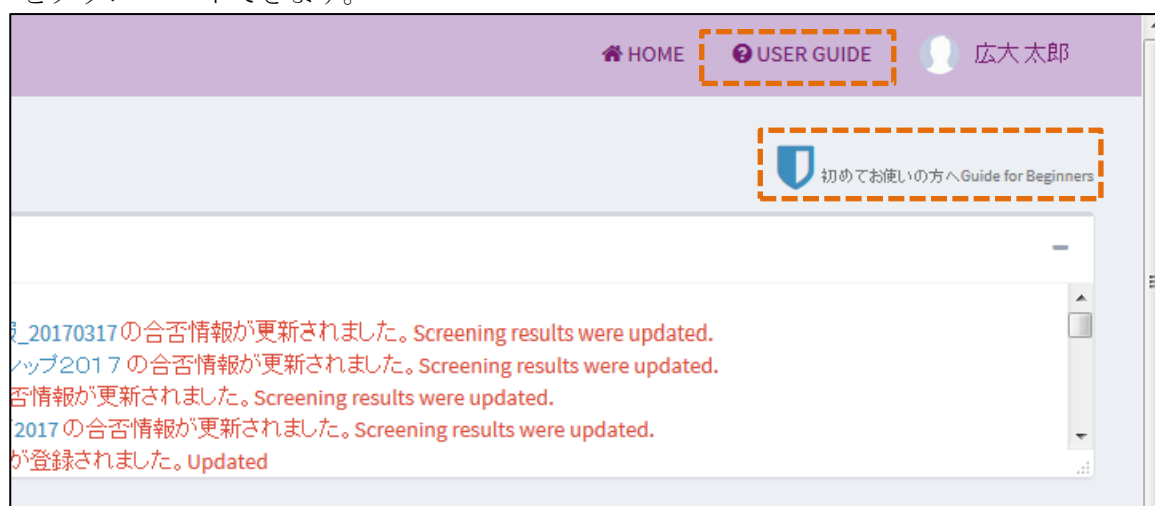 HOME USER GUIDE 広大 太郎
初めてお使いの方へGuide for Beginners
_20170317の合否情報が更新されました。Screening results were updated.
ップ2017の合否情報が更新されました。Screening results were updated.
否情報が更新されました。Screening results were updated.
2017の合否情報が更新されました。Screening results were updated.
が登録されました。Updated